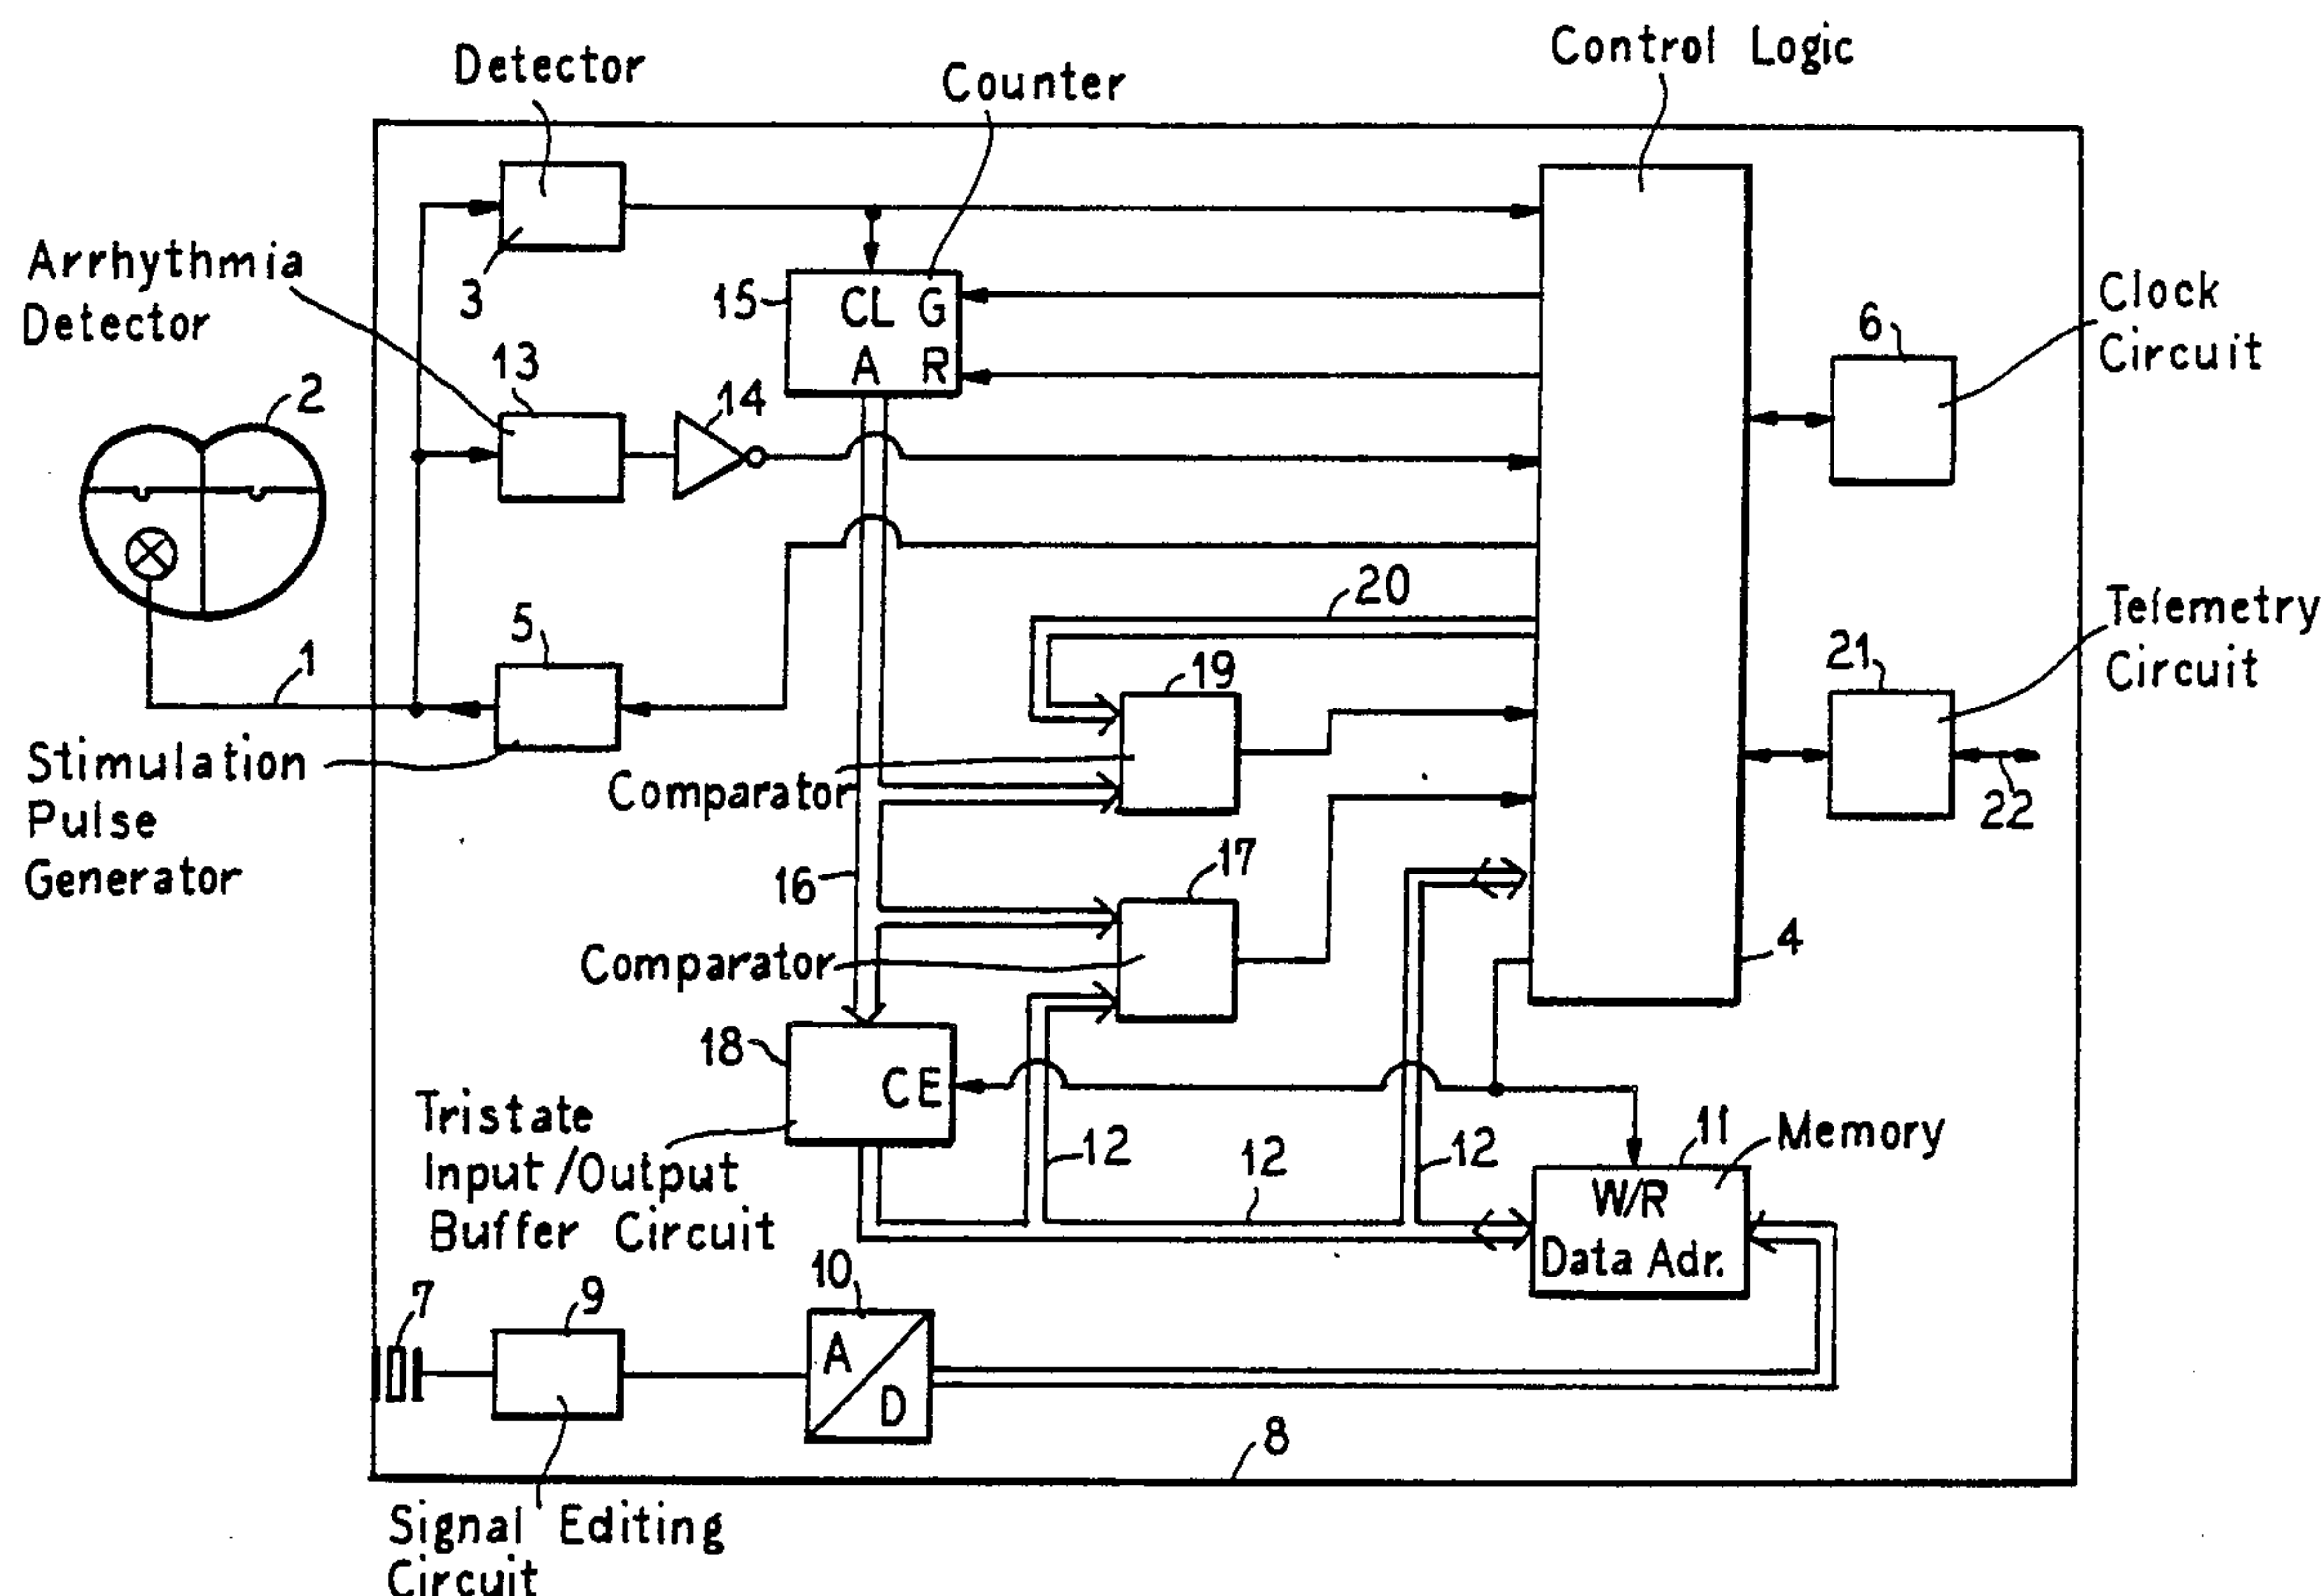 Control Logic
Detector
Counter
Arrhythmia
Detector
3
15
CL G
A R
Clock
Circuit
6
13
14
2
20
Telemetry
Circuit
5
1
19
21
22
Stimulation
Pulse
Generator
Comparator
16
17
4
Comparator
18
CE
Tristate
Input/Output
Buffer Circuit
12
12
12
11
Memory
W/R
Data Adr.
10
7
9
A
D
8
Signal Editing
Circuit